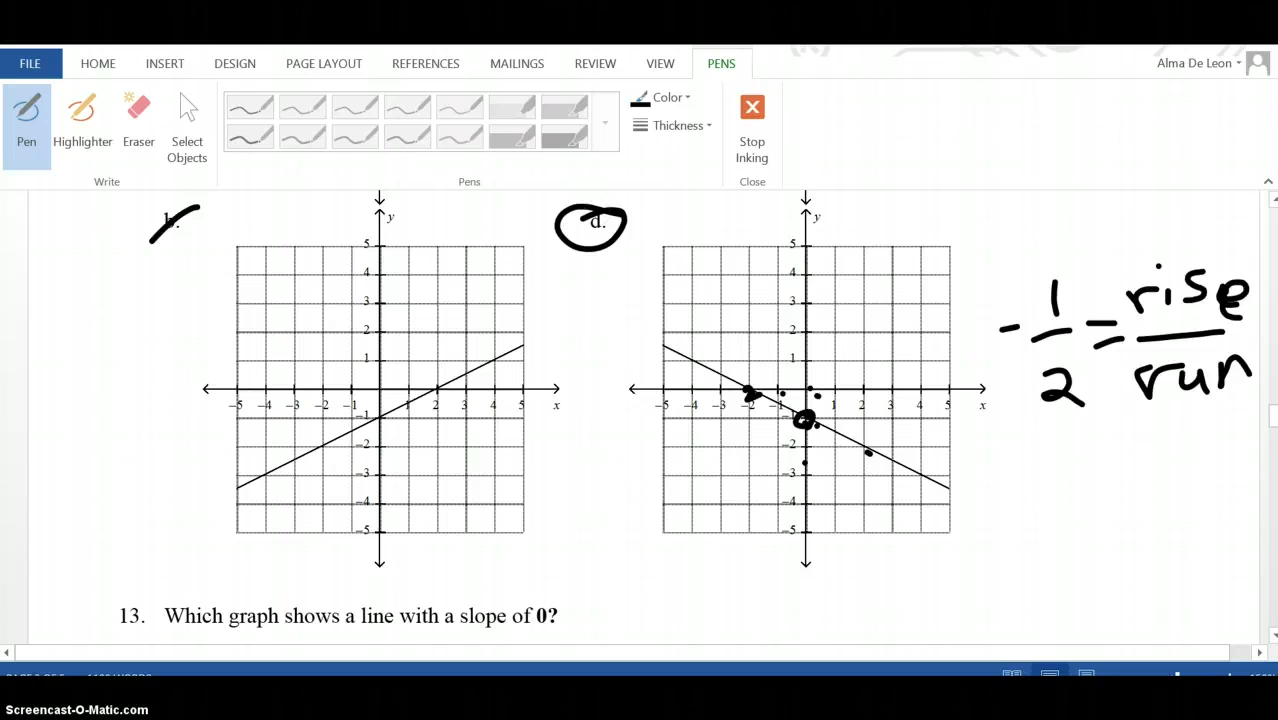 FILE HOME INSERT DESIGN PAGE LAYOUT REFERENCES MAILINGS REVIEW VIEW PENS Alma De Leon
Pen Highlighter Eraser Select Objects Color Thickness Stop Inking
Write Pens Close
b. d.
y y
5 5
4 4
3 3
2 2
1 1
-5 -4 -3 -2 -1 1 2 3 4 5 x -5 -4 -3 -2 -1 1 2 3 4 5 x
-1 -1
-2 -2
-3 -3
-4 -4
-5 -5
- 1/2 = rise/run
13. Which graph shows a line with a slope of 0?
Screencast-O-Matic.com